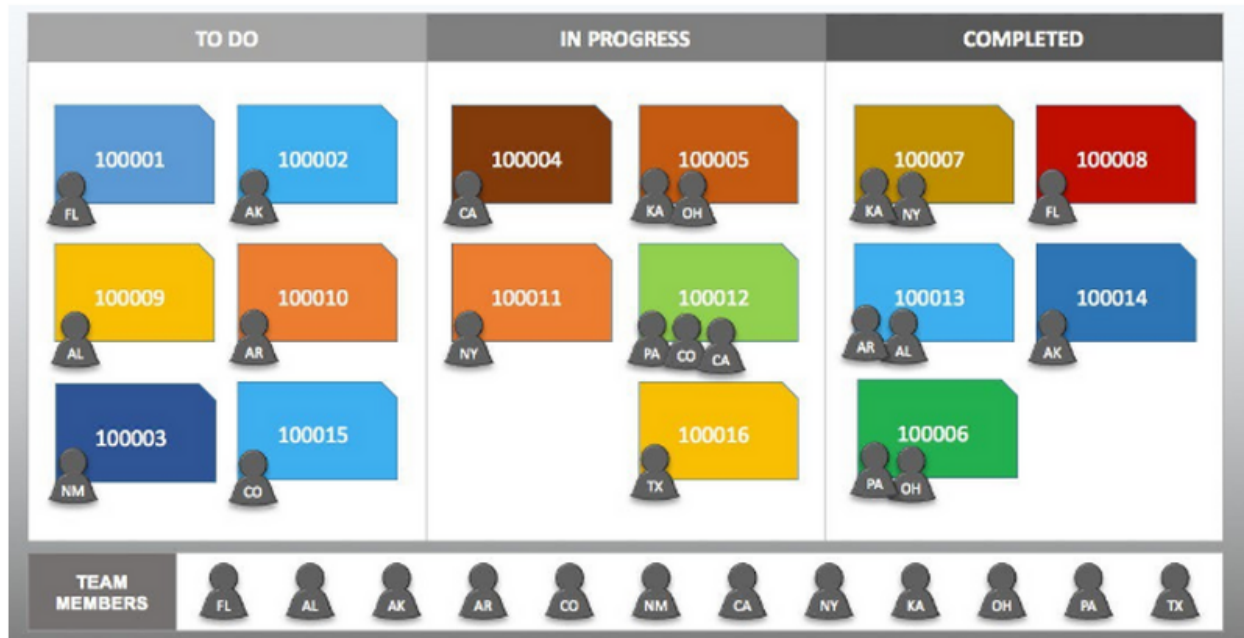 TO DO
IN PROGRESS
COMPLETED
100001
100002
FL
AK
100009
100010
AL
AR
100003
100015
NM
CO
100004
100005
CA
KA OH
100011
100012
NY
PA CO CA
100016
TX
100007
100008
KA NY
FL
100013
100014
AR AL
AK
100006
PA OH
TEAM
MEMBERS
FL AL AK AR CO NM CA NY KA OH PA TX